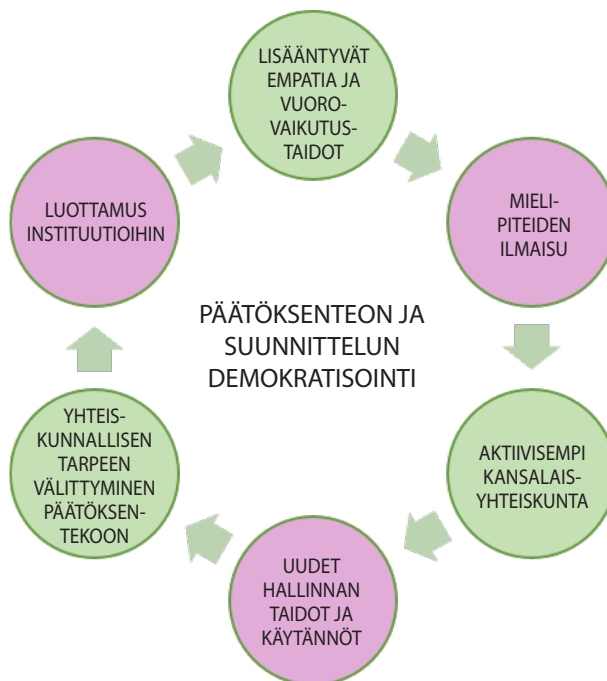 LISÄÄNTYVÄT
EMPATIA JA
VUORO-
VAIKUTUS-
TAIDOT
MIELI-
PITEIDEN
ILMAISU
AKTIIVISEMPI
KANSALAIS-
YHTEISKUNTA
UUDET
HALLINNAN
TAIDOT JA
KÄYTÄNNÖT
YHTEIS-
KUNNALLISEN
TARPEEN
VÄLITTYMINEN
PÄÄTÖKSEN-
TEKOON
LUOTTAMUS
INSTITUUTIOIHIN
PÄÄTÖKSENTEON JA
SUUNNITTELUN
DEMOKRATISOINTI